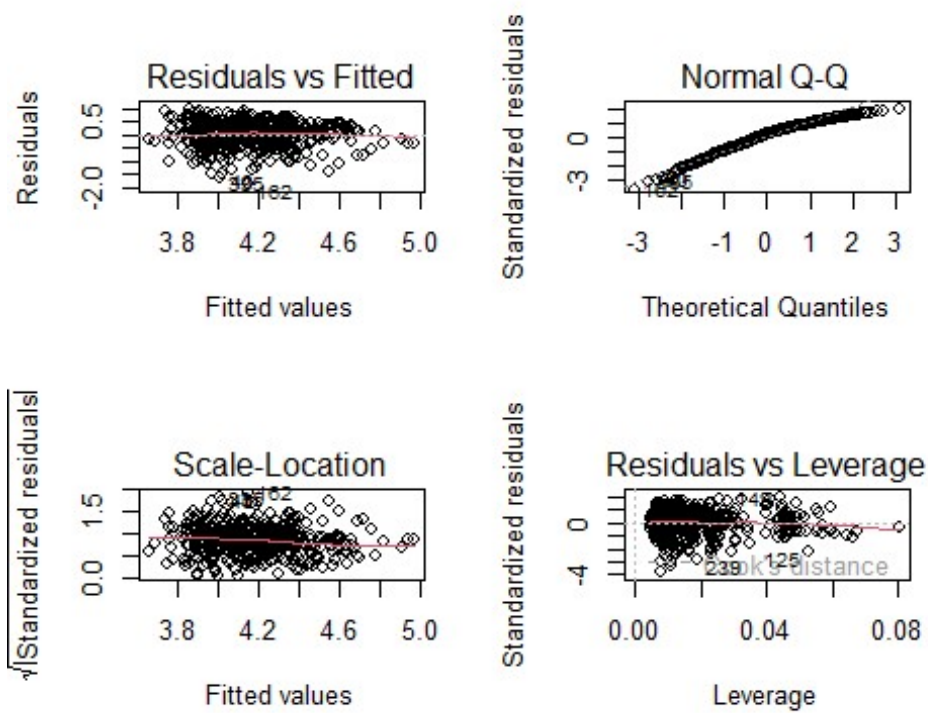 Residuals vs Fitted
Residuals
0.5
-2.0
162
3.8 4.2 4.6 5.0
Fitted values
Normal Q-Q
Standardized residuals
0
-3
-3 -1 0 1 2 3
Theoretical Quantiles
Scale-Location
√|Standardized residuals|
1.5
0.0
162
3.8 4.2 4.6 5.0
Fitted values
Residuals vs Leverage
Standardized residuals
0
-4
239
125
distance
0.00 0.04 0.08
Leverage